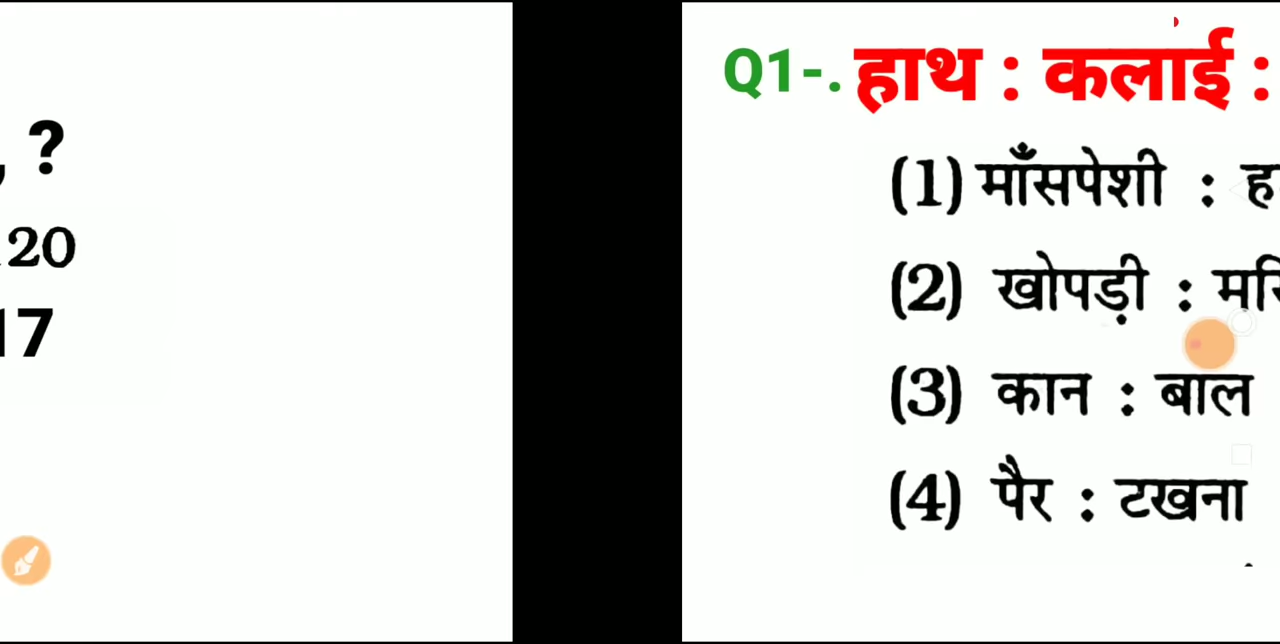 , ?
20
17
Q1-. हाथ : कलाई :
(1) माँसपेशी :
(2) खोपड़ी :
(3) कान : बाल
(4) पैर : टखना